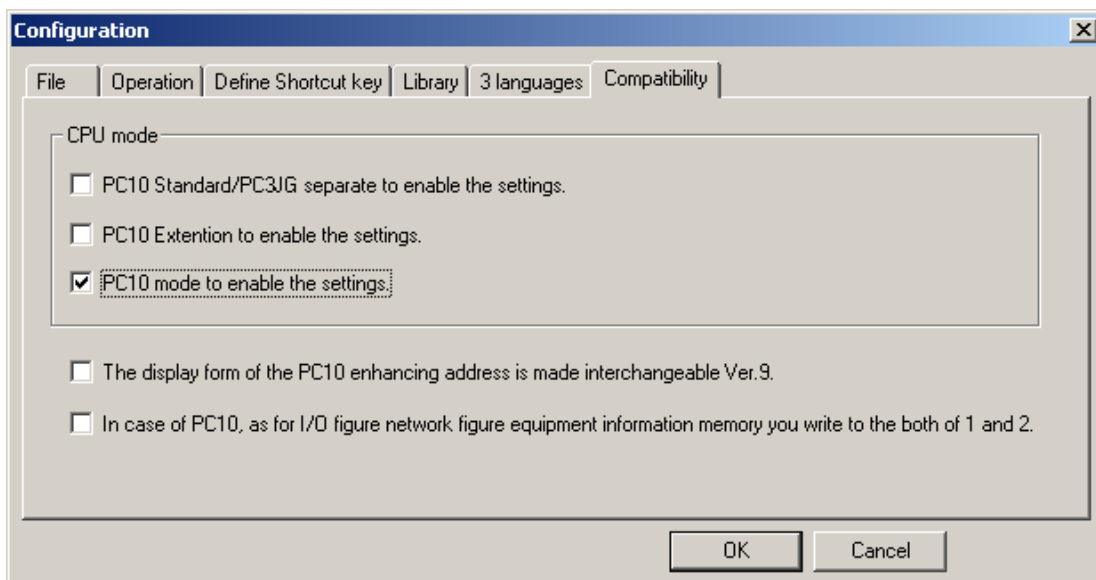 Configuration
File
Operation
Define Shortcut key
Library
3 languages
Compatibility
CPU mode
PC10 Standard/PC3JG separate to enable the settings.
PC10 Extention to enable the settings.
PC10 mode to enable the settings.
The display form of the PC10 enhancing address is made interchangeable Ver.9.
In case of PC10, as for I/O figure network figure equipment information memory you write to the both of 1 and 2.
OK
Cancel